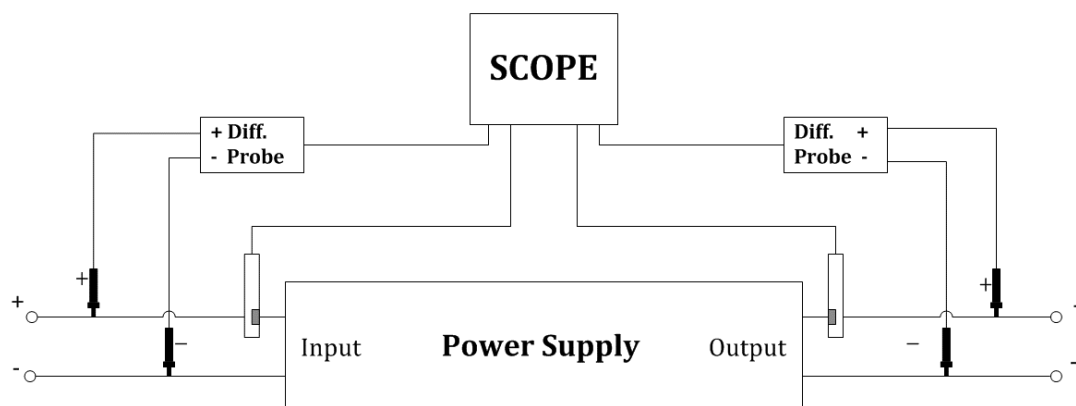 SCOPE
+ Diff.
- Probe
Diff. +
Probe -
+
+
+
-
–
Input
Power Supply
Output
–
-
-